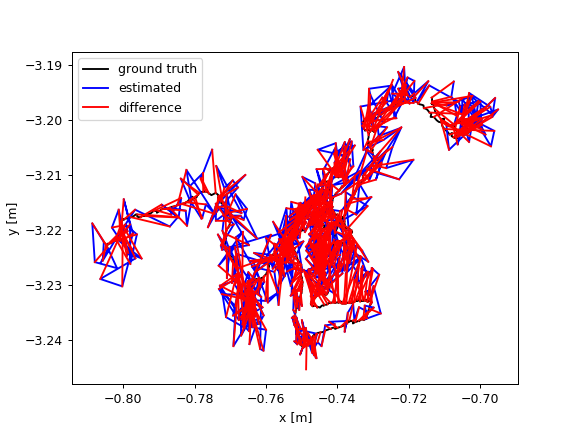 ground truth
estimated
difference
−3.19
−3.20
−3.21
−3.22
−3.23
−3.24
y [m]
−0.80 −0.78 −0.76 −0.74 −0.72 −0.70
x [m]